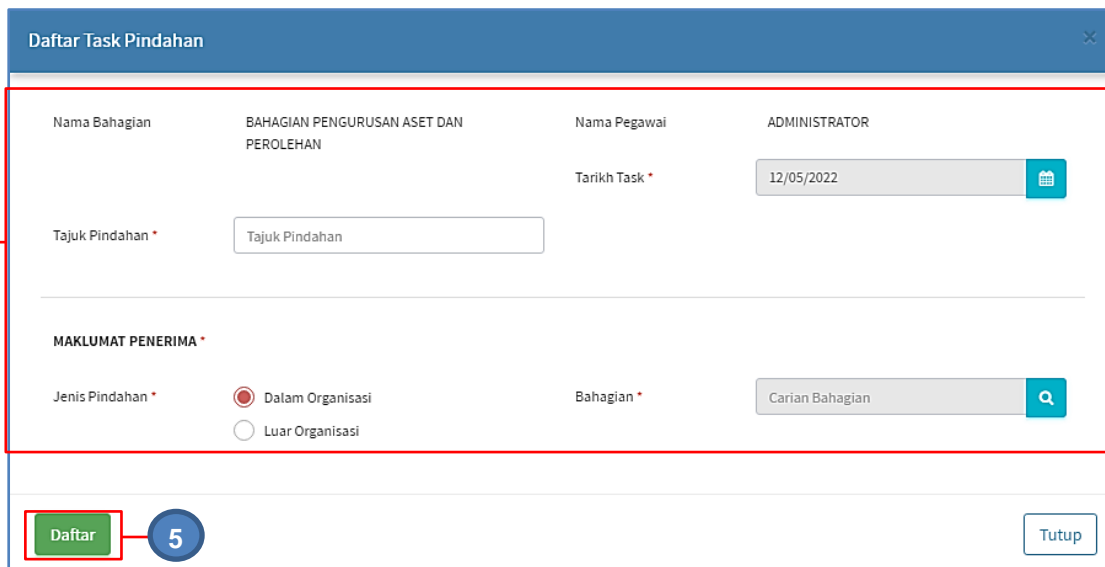 Daftar Task Pindahan
×
Nama Bahagian
BAHAGIAN PENGURUSAN ASET DAN
PEROLEHAN
Nama Pegawai
ADMINISTRATOR
Tarikh Task *
12/05/2022
Tajuk Pindahan *
Tajuk Pindahan
MAKLUMAT PENERIMA *
Jenis Pindahan *
Dalam Organisasi
Luar Organisasi
Bahagian *
Carian Bahagian
Daftar
5
Tutup